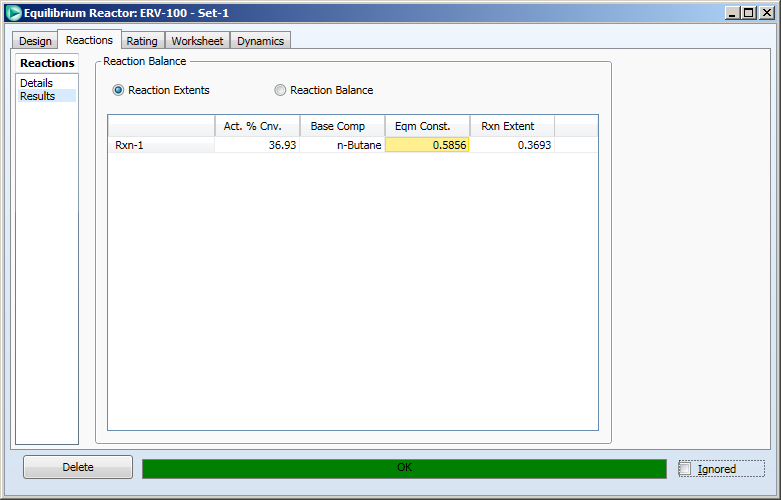 Equilibrium Reactor: ERV-100 - Set-1
Design Reactions Rating Worksheet Dynamics
Reactions
Details
Results
Reaction Balance
Reaction Extents Reaction Balance
Act. % Cnv. Base Comp Eqm Const. Rxn Extent
Rxn-1 36.93 n-Butane 0.5856 0.3693
Delete OK Ignored